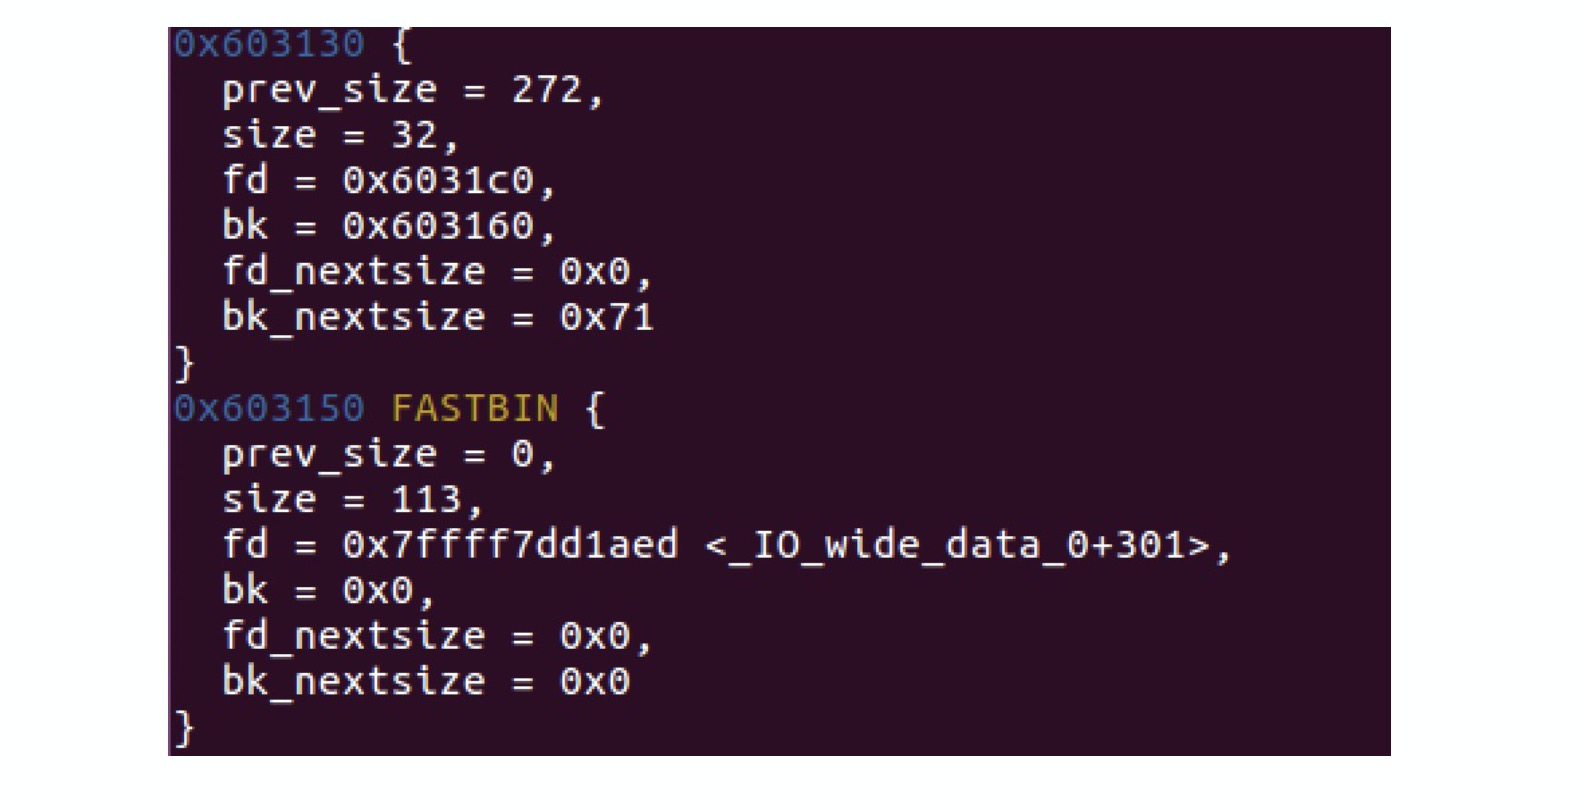 0x603130 {
  prev_size = 272,
  size = 32,
  fd = 0x6031c0,
  bk = 0x603160,
  fd_nextsize = 0x0,
  bk_nextsize = 0x71
}
0x603150 FASTBIN {
  prev_size = 0,
  size = 113,
  fd = 0x7ffff7dd1aed <_IO_wide_data_0+301>,
  bk = 0x0,
  fd_nextsize = 0x0,
  bk_nextsize = 0x0
}